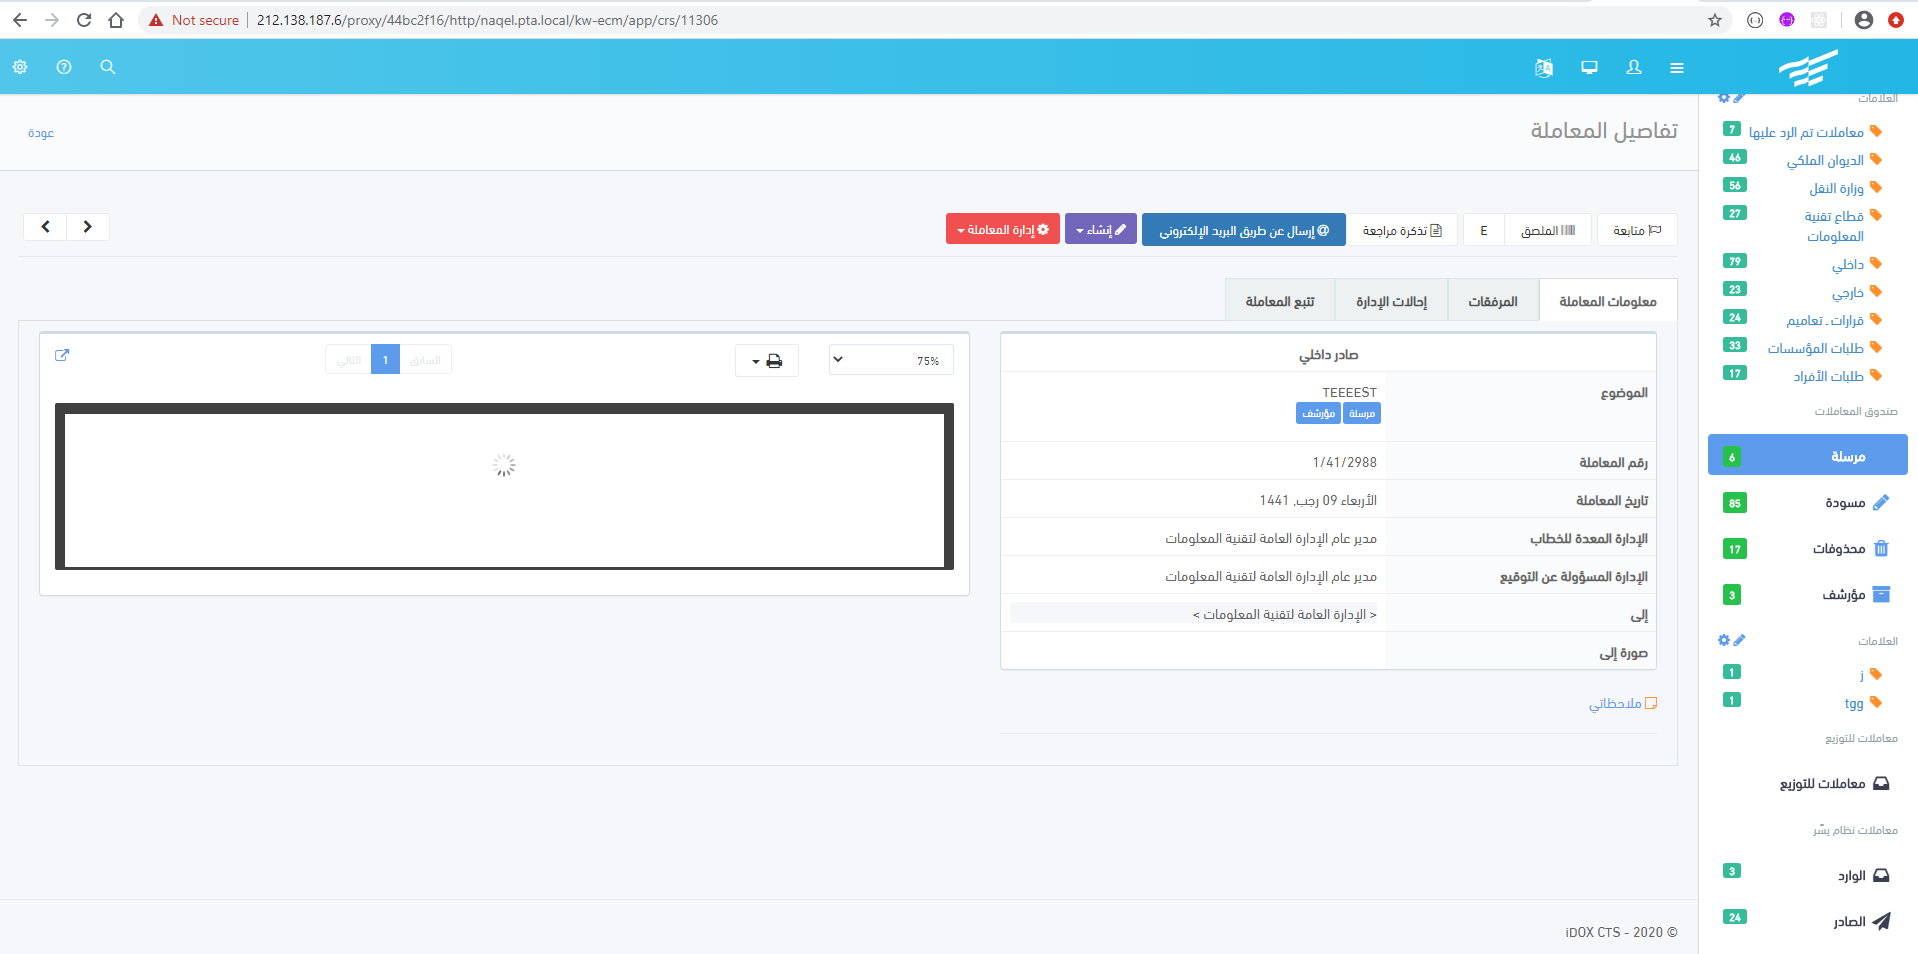 Not secure
212.138.187.6/proxy/44bc2f16/http/naqel.pta.local/kw-ecm/app/crs/11306
العلامات
معاملات تم الرد عليها 7
الديوان الملكي 46
وزارة النقل 56
قطاع تقنية 27
المعلومات
داخلي 79
خارجي 23
قرارات ـ تعاميم 24
طلبات المؤسسات 33
طلبات الأفراد 17
صندوق المعاملات
مرسلة 6
مسودة 85
محذوفات 17
مؤرشف 3
العلامات
ز 1
tgg 1
معاملات للتوزيع
معاملات للتوزيع
معاملات نظام يسّر
الوارد 3
الصادر 24
تفاصيل المعاملة
عودة
متابعة
الملصق
E
تذكرة مراجعة
إرسال عن طريق البريد الإلكتروني @
إنشاء
إدارة المعاملة
معلومات المعاملة
المرفقات
إحالات الإدارة
تتبع المعاملة
صادر داخلي
الموضوع
TEEEEST
مرسلة مؤرشف
رقم المعاملة 1/41/2988
تاريخ المعاملة الأربعاء 09 رجب, 1441
الإدارة المعدة للخطاب مدير عام الإدارة العامة لتقنية المعلومات
الإدارة المسؤولة عن التوقيع مدير عام الإدارة العامة لتقنية المعلومات
إلى < الإدارة العامة لتقنية المعلومات >
صورة إلى
ملاحظاتي
75%
السابق 1 التالي
© iDOX CTS - 2020